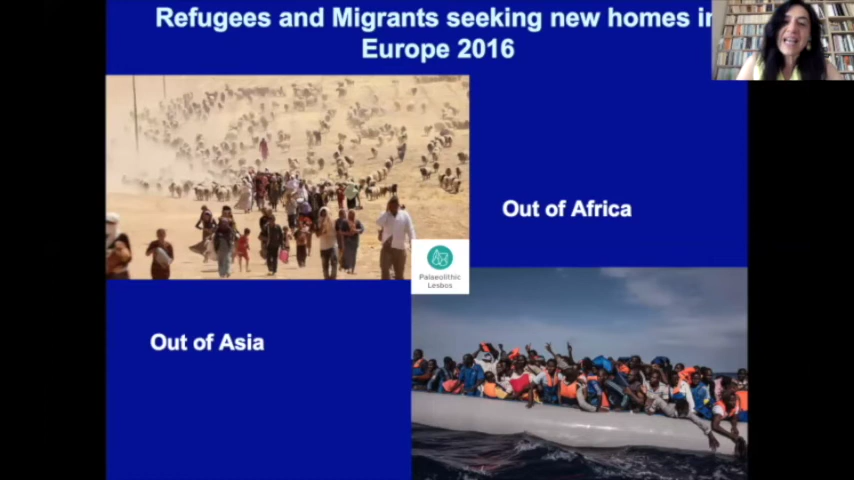 Refugees and Migrants seeking new homes in
Europe 2016
Out of Africa
Palaeolithic
Lesbos
Out of Asia